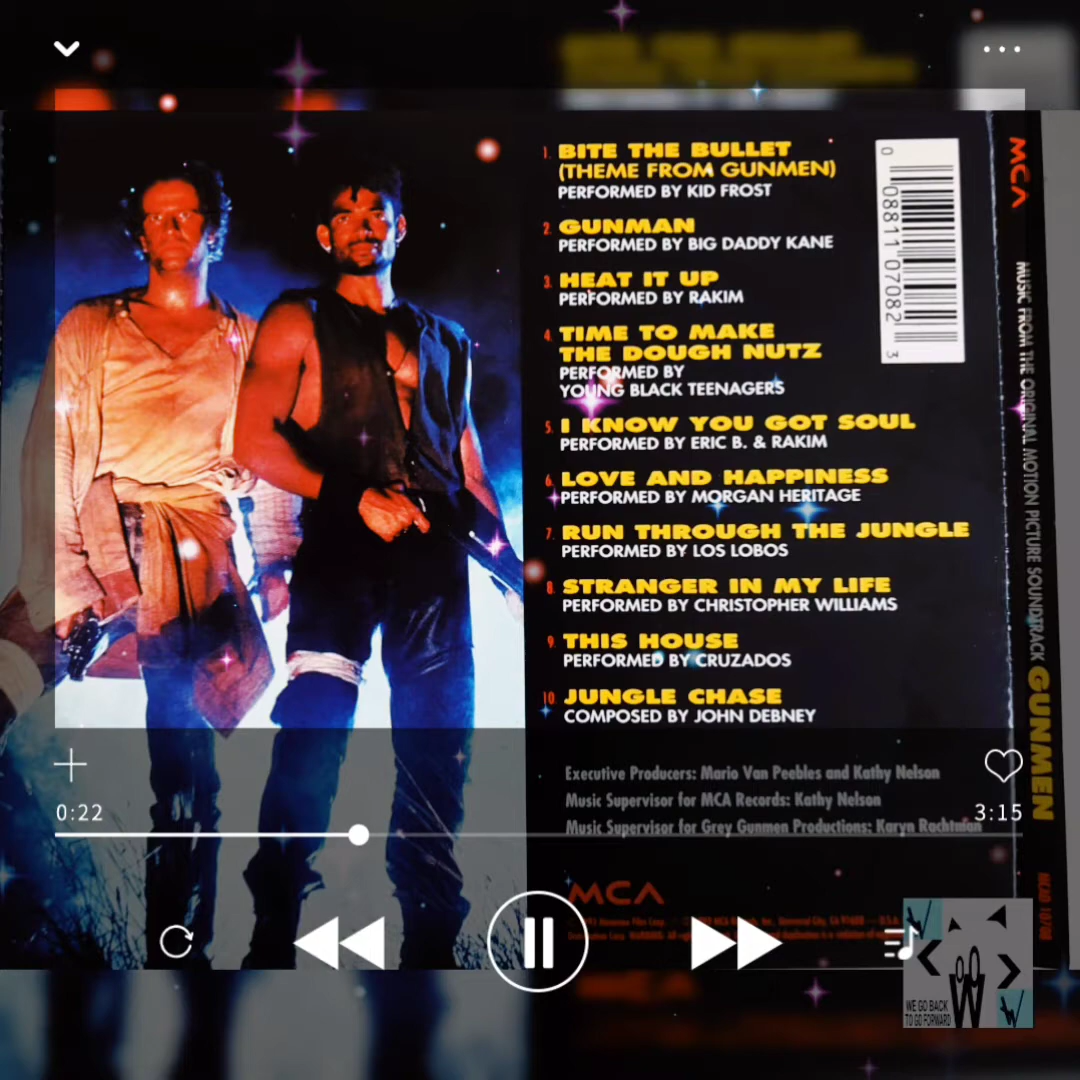 1. BITE THE BULLET
(THEME FROM GUNMEN)
PERFORMED BY KID FROST
2. GUNMAN
PERFORMED BY BIG DADDY KANE
3. HEAT IT UP
PERFORMED BY RAKIM
4. TIME TO MAKE
THE DOUGH NUTZ
PERFORMED BY
YOUNG BLACK TEENAGERS
5. I KNOW YOU GOT SOUL
PERFORMED BY ERIC B. & RAKIM
6. LOVE AND HAPPINESS
PERFORMED BY MORGAN HERITAGE
7. RUN THROUGH THE JUNGLE
PERFORMED BY LOS LOBOS
8. STRANGER IN MY LIFE
PERFORMED BY CHRISTOPHER WILLIAMS
9. THIS HOUSE
PERFORMED BY CRUZADOS
10. JUNGLE CHASE
COMPOSED BY JOHN DEBNEY
Executive Producers: Mario Van Peebles and Kathy Nelson
Music Supervisor for MCA Records: Kathy Nelson
Music Supervisor for Grey Gunmen Productions: Karyn Rachtman
MCA
0 08811 07082 3
MCA MUSIC FROM THE ORIGINAL MOTION PICTURE SOUNDTRACK GUNMEN
0:22
3:15
WE GO BACK
TO GO FORWARD